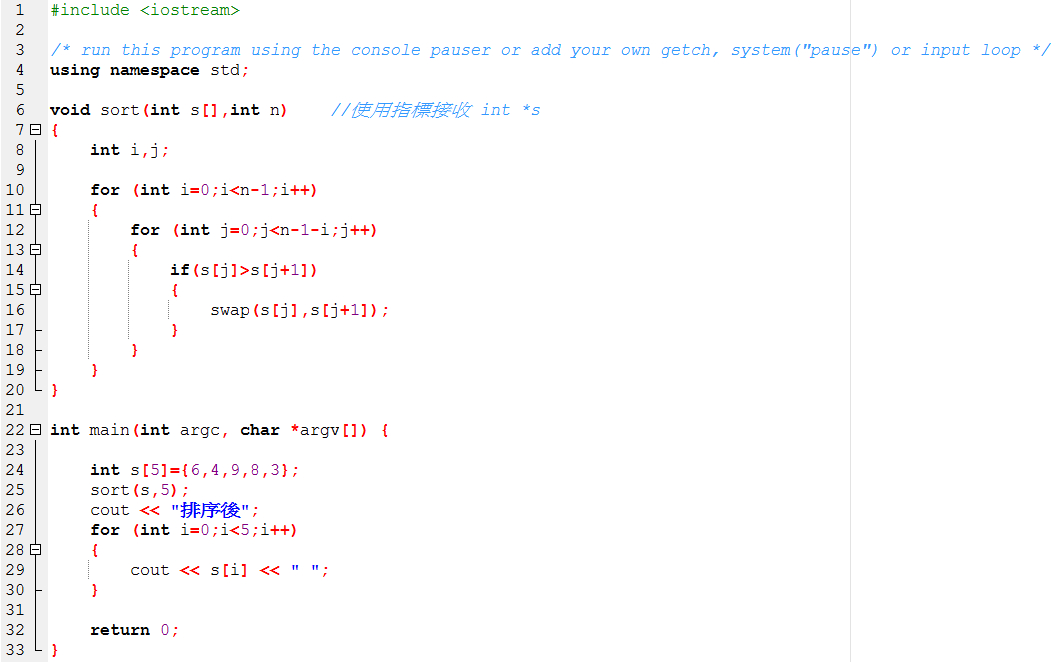 1 #include <iostream>
2
3 /* run this program using the console pauser or add your own getch, system("pause") or input loop */
4 using namespace std;
5
6 void sort(int s[],int n)    //使用指標接收 int *s
7 {
8     int i,j;
9
10     for (int i=0;i<n-1;i++)
11     {
12         for (int j=0;j<n-1-i;j++)
13         {
14             if(s[j]>s[j+1])
15             {
16                 swap(s[j],s[j+1]);
17             }
18         }
19     }
20 }
21
22 int main(int argc, char *argv[]) {
23
24     int s[5]={6,4,9,8,3};
25     sort(s,5);
26     cout << "排序後";
27     for (int i=0;i<5;i++)
28     {
29         cout << s[i] << " ";
30     }
31
32     return 0;
33 }